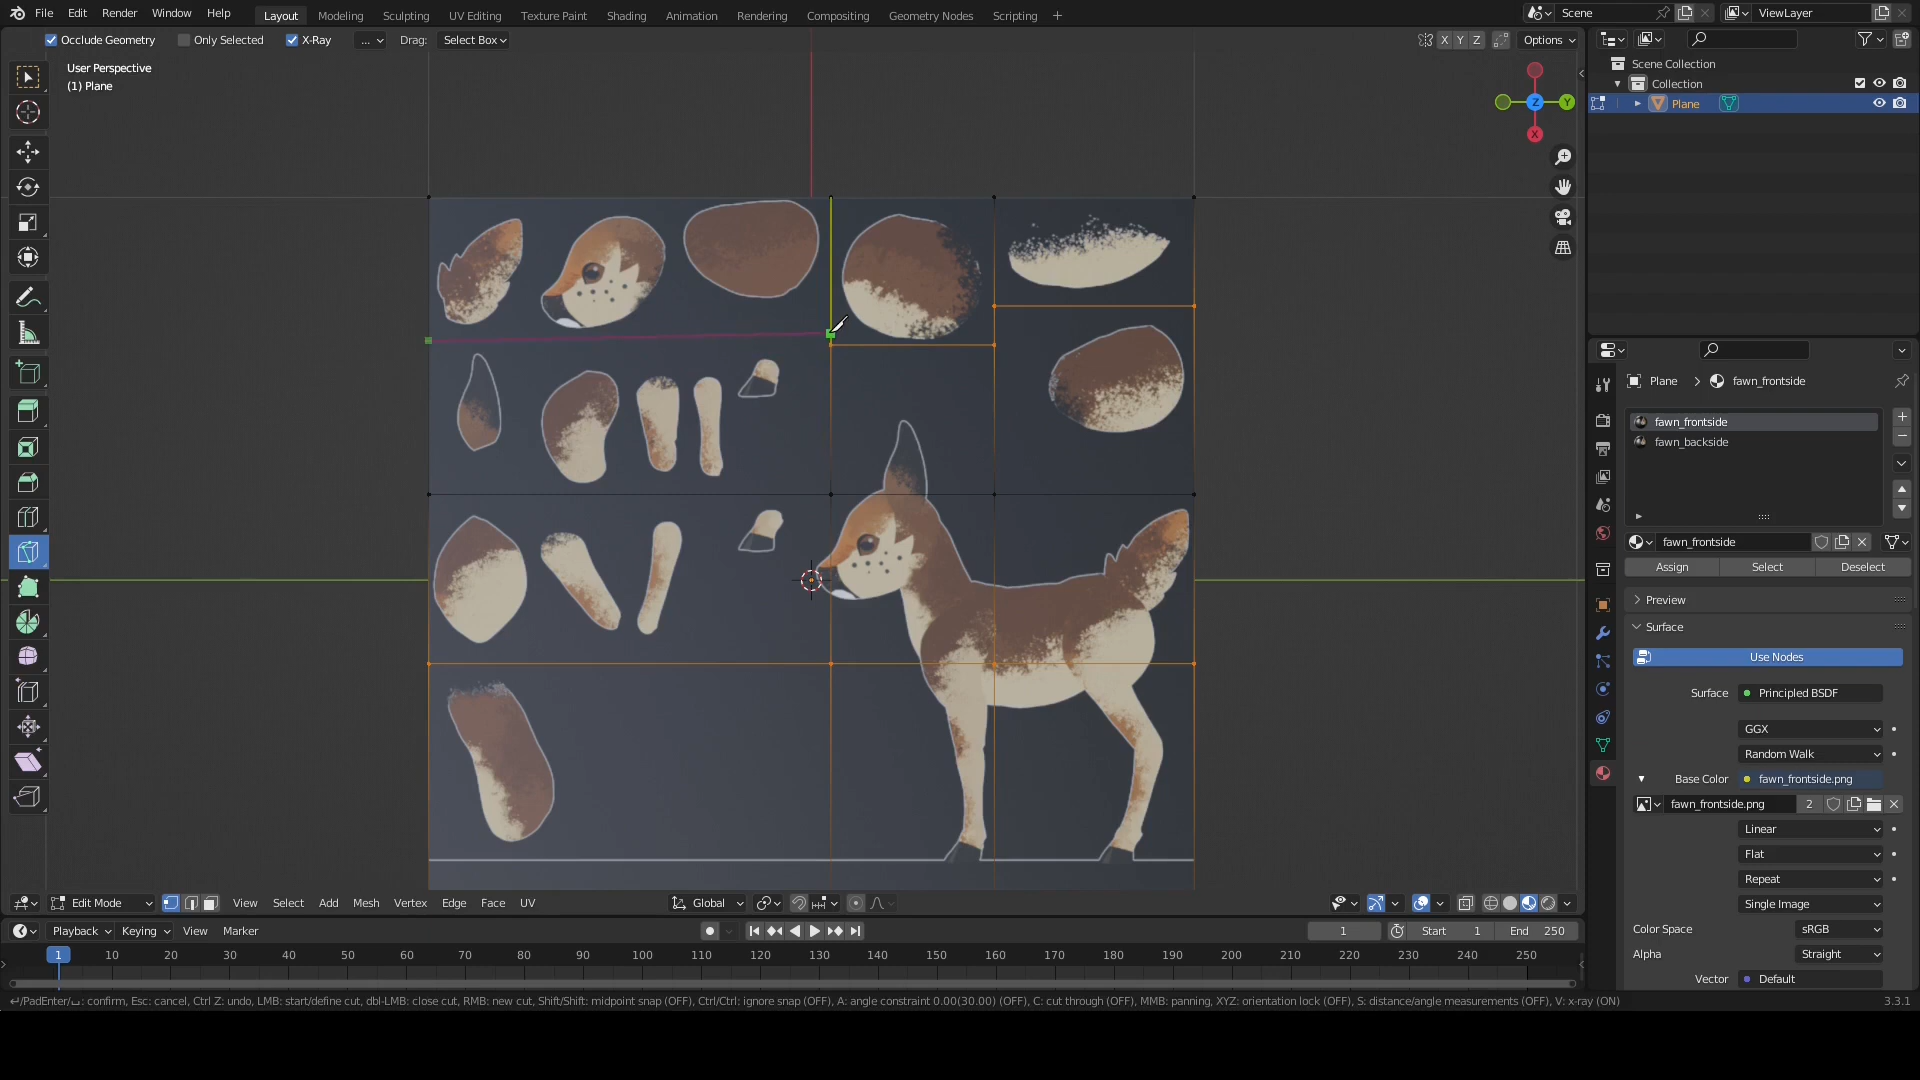 File Edit Render Window Help Layout Modeling Sculpting UV Editing Texture Paint Shading Animation Rendering Compositing Geometry Nodes Scripting + Scene ViewLayer
Occlude Geometry Only Selected X-Ray ... Drag: Select Box X Y Z Options
User Perspective
(1) Plane
Scene Collection
Collection
Plane
Z Y
X
Plane > fawn_frontside
fawn_frontside
fawn_backside
fawn_frontside
Assign Select Deselect
Preview
Surface
Use Nodes
Surface Principled BSDF
GGX
Random Walk
Base Color fawn_frontside.png
fawn_frontside.png 2
Linear
Flat
Repeat
Single Image
Color Space sRGB
Alpha Straight
Vector Default
Edit Mode View Select Add Mesh Vertex Edge Face UV Global
Playback Keying View Marker 1 Start 1 End 250
1 10 20 30 40 50 60 70 80 90 100 110 120 130 140 150 160 170 180 190 200 210 220 230 240 250
↵/PadEnter/␣: confirm, Esc: cancel, Ctrl Z: undo, LMB: start/define cut, dbl-LMB: close cut, RMB: new cut, Shift/Shift: midpoint snap (OFF), Ctrl/Ctrl: ignore snap (OFF), A: angle constraint 0.00(30.00) (OFF), C: cut through (OFF), MMB: panning, XYZ: orientation lock (OFF), S: distance/angle measurements (OFF), V: x-ray (ON) 3.3.1